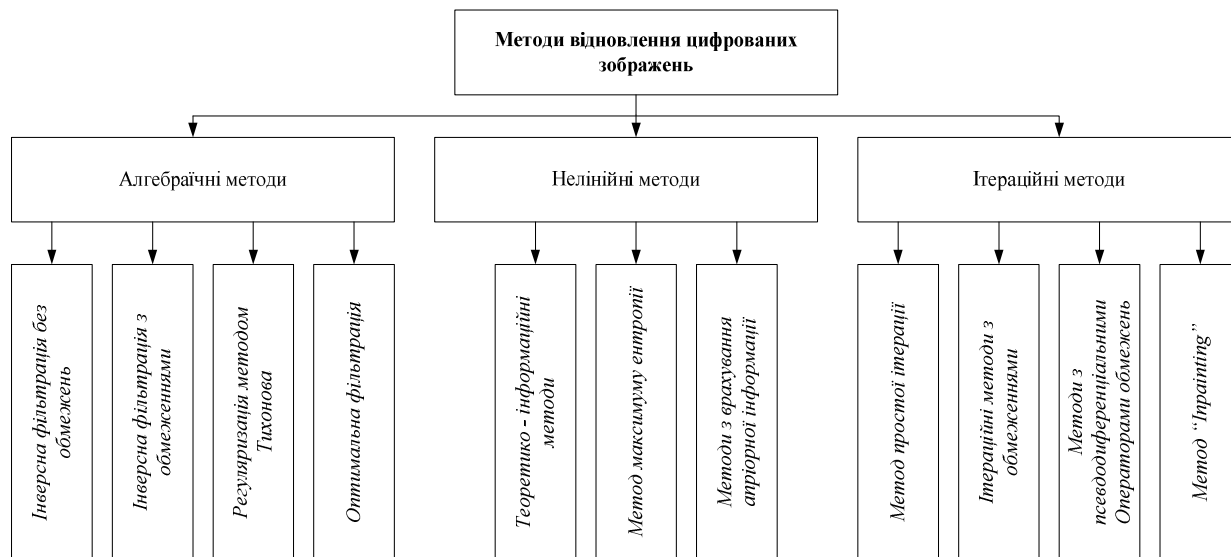 Методи відновлення цифрованих
зображень
Алгебраїчні методи
Нелінійні методи
Ітераційні методи
Інверсна фільтрація без
обмежень
Інверсна фільтрація з
обмеженнями
Регуляризація методом
Тихонова
Оптимальна фільтрація
Теоретико - інформаційні
методи
Метод максимуму ентропії
Методи з врахування
апріорної інформації
Метод простої ітерації
Ітераційні методи з
обмеженнями
Методи з
псевдодиференціальними
Операторами обмежень
Метод “Inpainting”